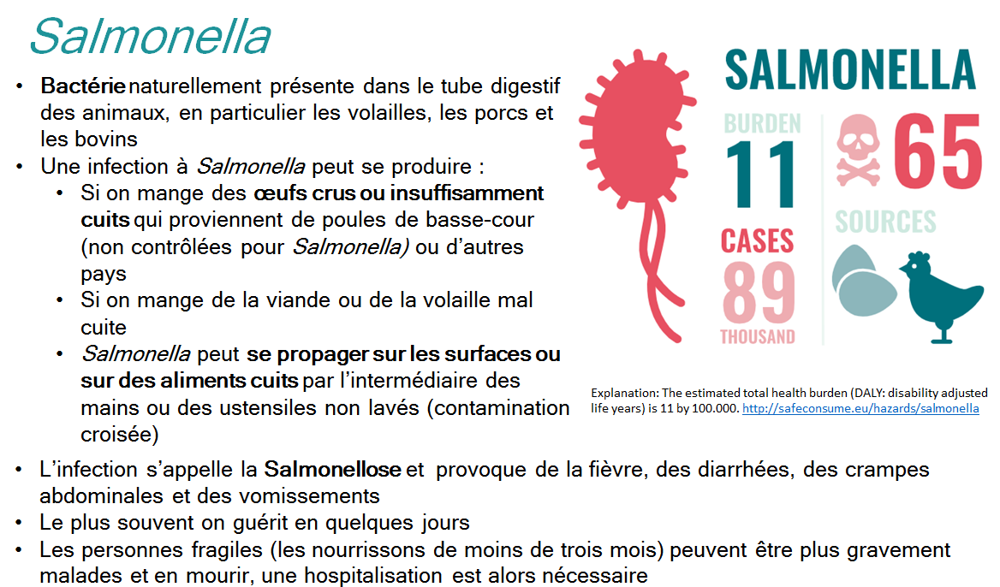 Salmonella
• Bactérie naturellement présente dans le tube digestif
des animaux, en particulier les volailles, les porcs et
les bovins
• Une infection à Salmonella peut se produire :
• Si on mange des œufs crus ou insuffisamment
cuits qui proviennent de poules de basse-cour
(non contrôlées pour Salmonella) ou d’autres
pays
• Si on mange de la viande ou de la volaille mal
cuite
• Salmonella peut se propager sur les surfaces ou
sur des aliments cuits par l’intermédiaire des
mains ou des ustensiles non lavés (contamination
croisée)
• L’infection s’appelle la Salmonellose et provoque de la fièvre, des diarrhées, des crampes
abdominales et des vomissements
• Le plus souvent on guérit en quelques jours
• Les personnes fragiles (les nourrissons de moins de trois mois) peuvent être plus gravement
malades et en mourir, une hospitalisation est alors nécessaire
SALMONELLA
BURDEN
11
CASES
89
THOUSAND
65
SOURCES
Explanation: The estimated total health burden (DALY: disability adjusted
life years) is 11 by 100.000. http://safeconsume.eu/hazards/salmonella